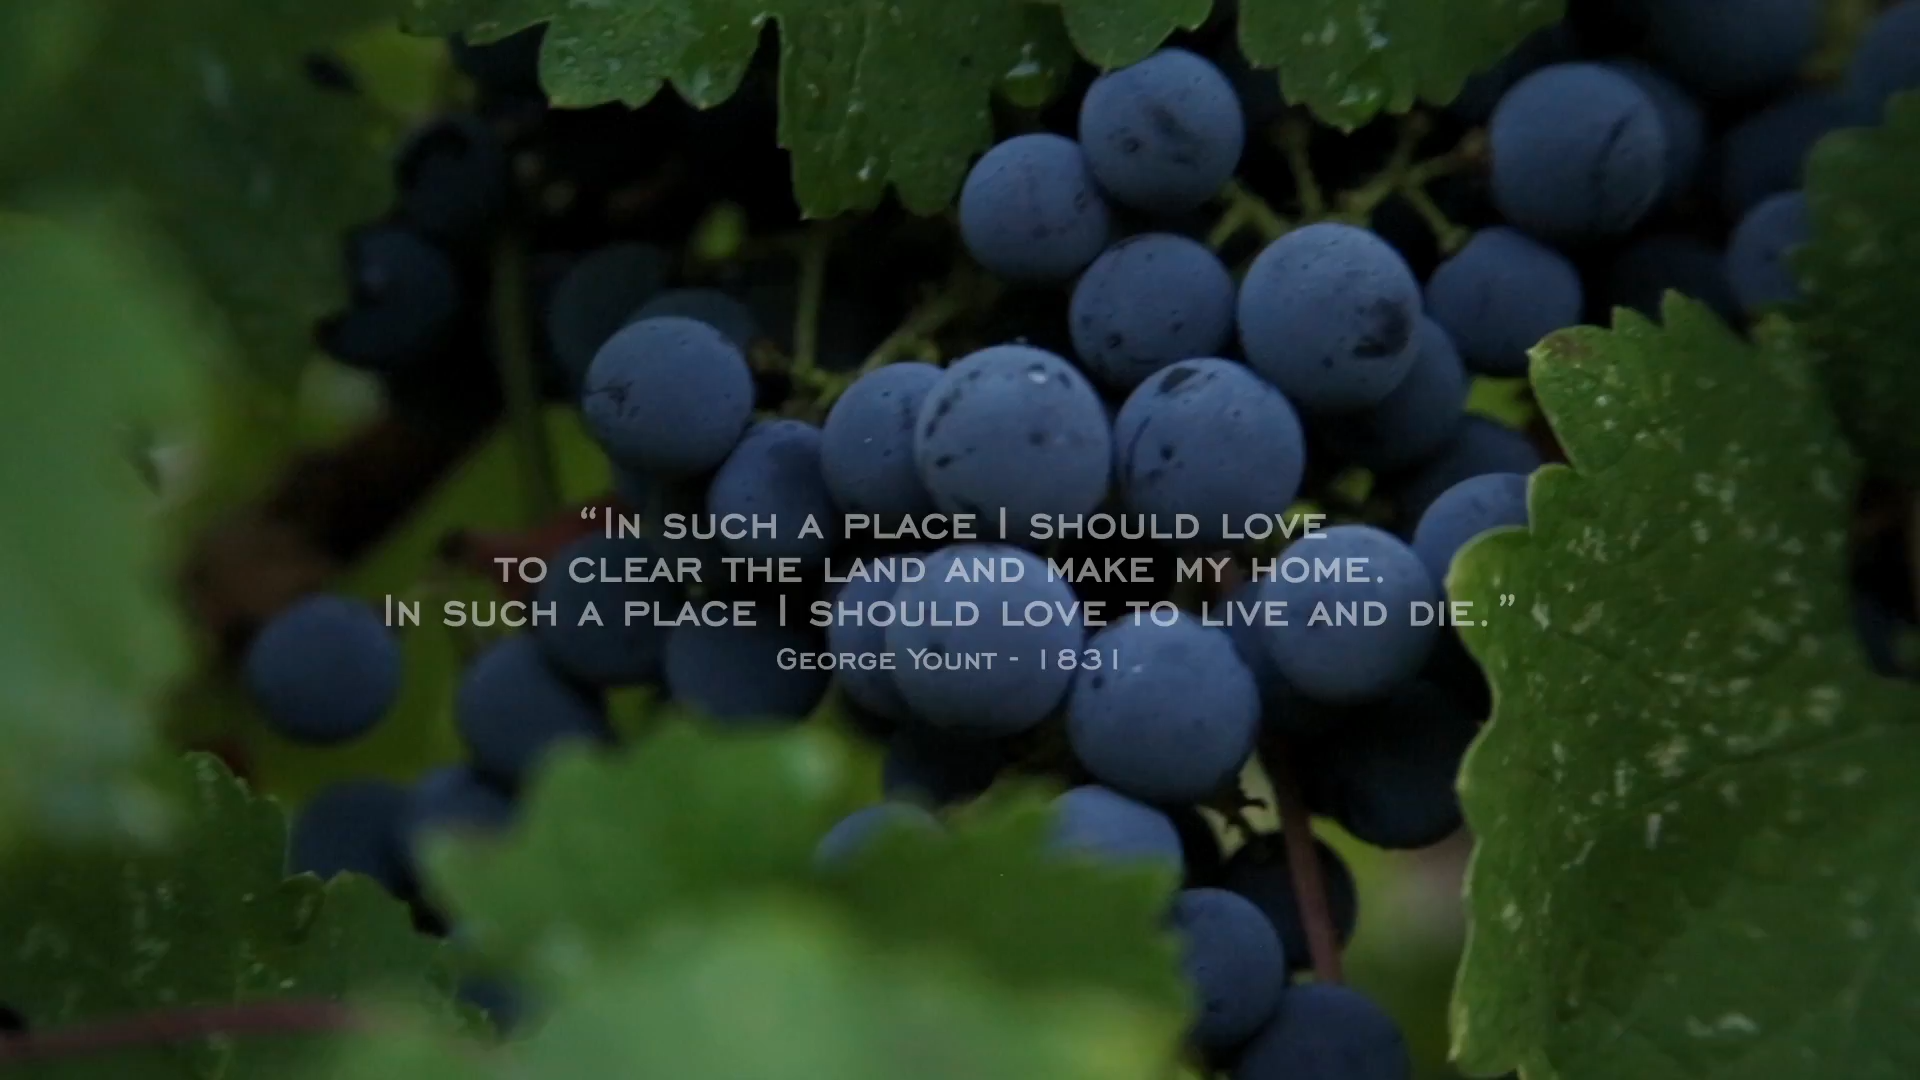 “In such a place I should love
to clear the land and make my home.
In such a place I should love to live and die.”
George Yount - 1831